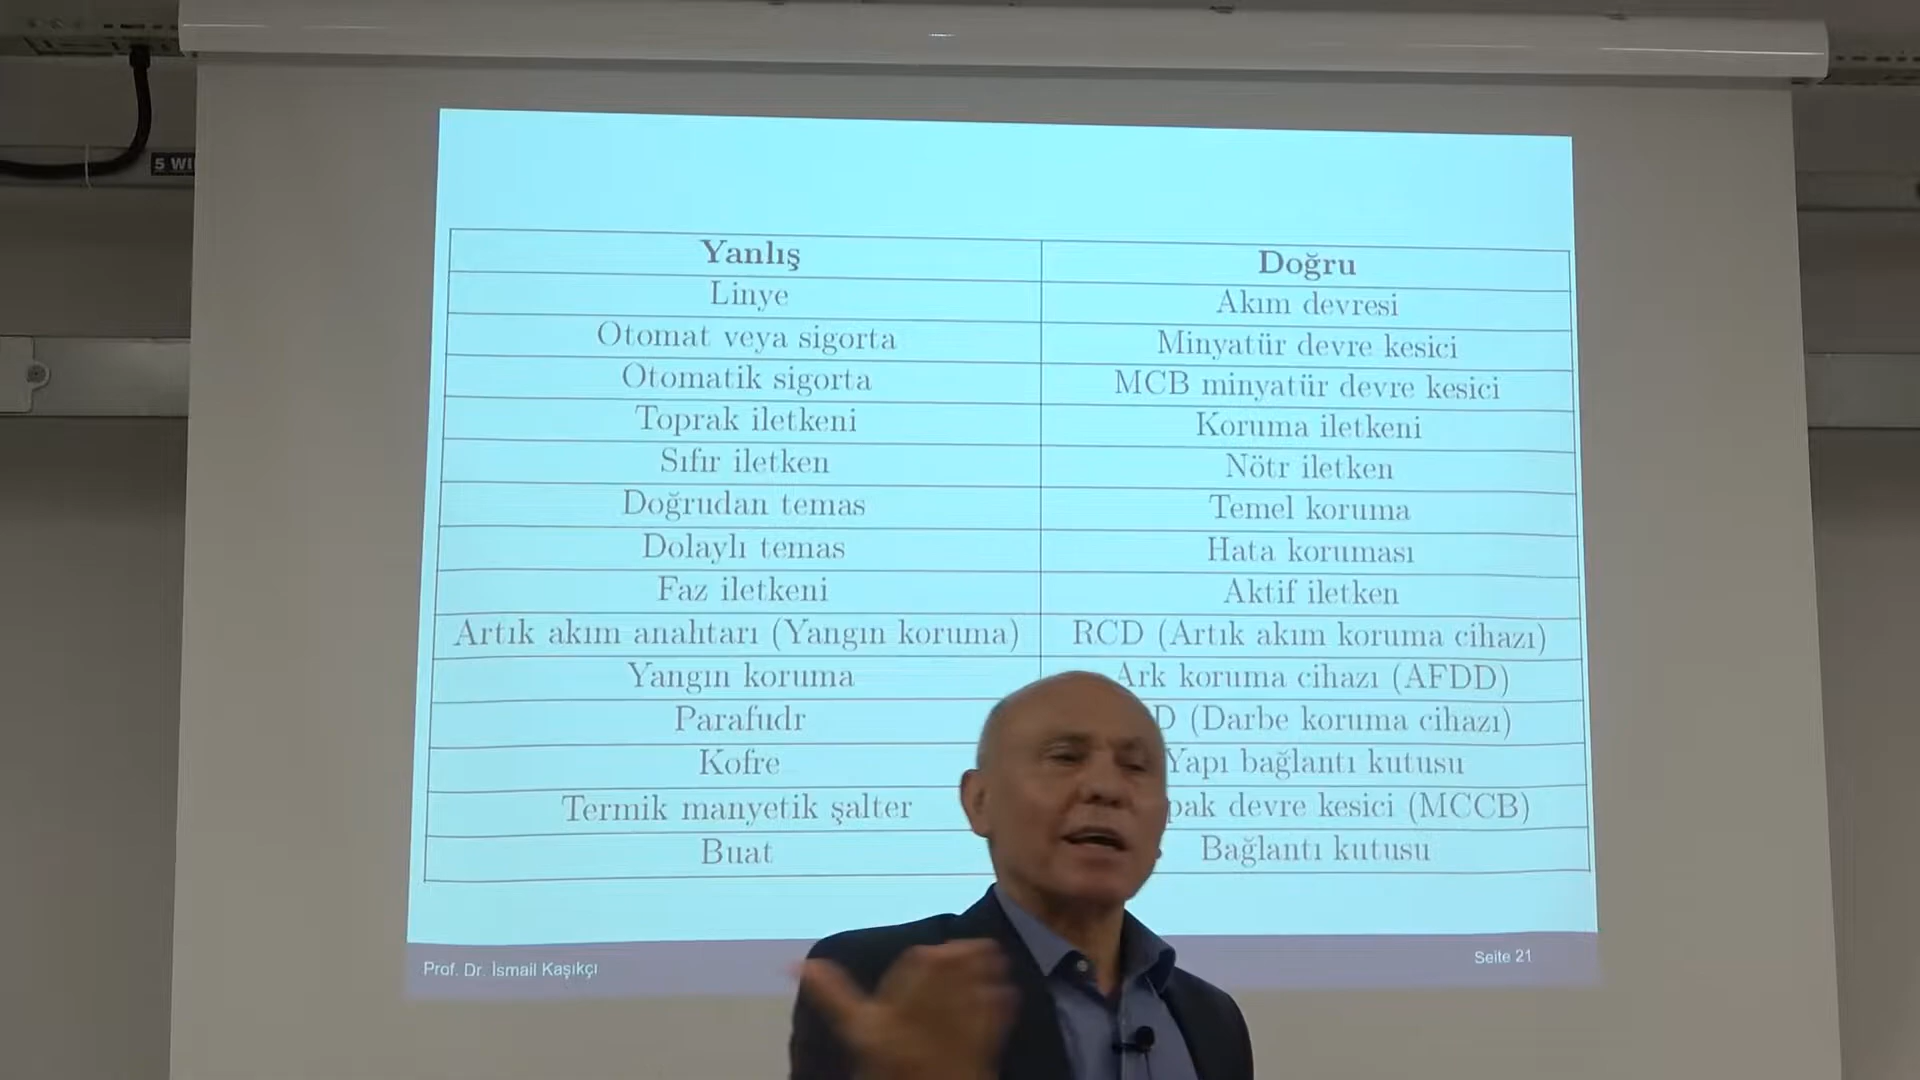 5 WI
Yanlış Doğru
Linye Akım devresi
Otomat veya sigorta Minyatür devre kesici
Otomatik sigorta MCB minyatür devre kesici
Toprak iletkeni Koruma iletkeni
Sıfır iletken Nötr iletken
Doğrudan temas Temel koruma
Dolaylı temas Hata koruması
Faz iletkeni Aktif iletken
Artık akım anahtarı (Yangın koruma) RCD (Artık akım koruma cihazı)
Yangın koruma Ark koruma cihazı (AFDD)
Parafudr D (Darbe koruma cihazı)
Kofre Yapı bağlantı kutusu
Termik manyetik şalter pak devre kesici (MCCB)
Buat Bağlantı kutusu
Prof. Dr. İsmail Kaşıkçı Seite 21